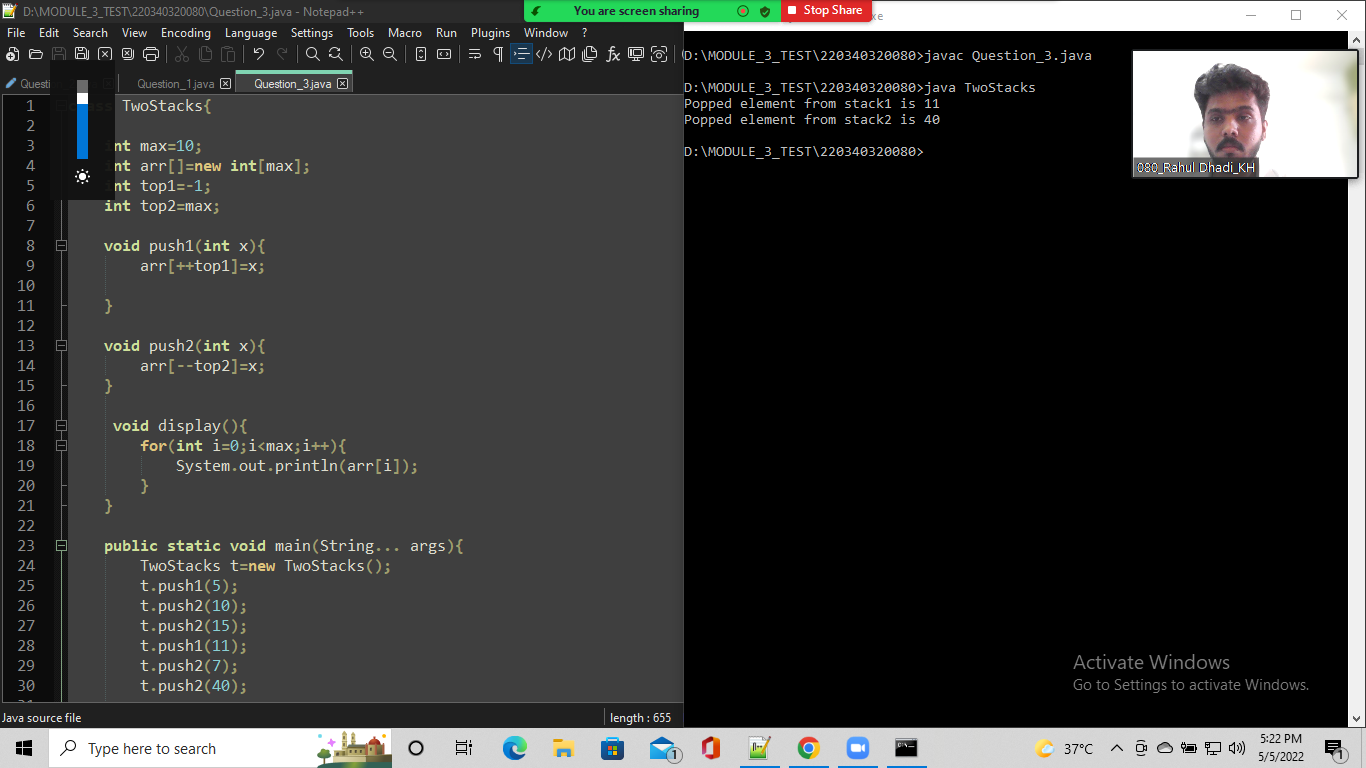 D:\MODULE_3_TEST\220340320080\Question_3.java - Notepad++
You are screen sharing
Stop Share
File Edit Search View Encoding Language Settings Tools Macro Run Plugins Window ?
Question_1.java
Question_3.java
1 TwoStacks{
2
3 int max=10;
4 int arr[]=new int[max];
5 int top1=-1;
6 int top2=max;
7
8 void push1(int x){
9 arr[++top1]=x;
10
11 }
12
13 void push2(int x){
14 arr[--top2]=x;
15 }
16
17 void display(){
18 for(int i=0;i<max;i++){
19 System.out.println(arr[i]);
20 }
21 }
22
23 public static void main(String... args){
24 TwoStacks t=new TwoStacks();
25 t.push1(5);
26 t.push2(10);
27 t.push2(15);
28 t.push1(11);
29 t.push2(7);
30 t.push2(40);
Java source file
length : 655
D:\MODULE_3_TEST\220340320080>javac Question_3.java
D:\MODULE_3_TEST\220340320080>java TwoStacks
Popped element from stack1 is 11
Popped element from stack2 is 40
D:\MODULE_3_TEST\220340320080>
080_Rahul Dhadi_KH
Activate Windows
Go to Settings to activate Windows.
Type here to search
1
37°C
5:22 PM
5/5/2022
1